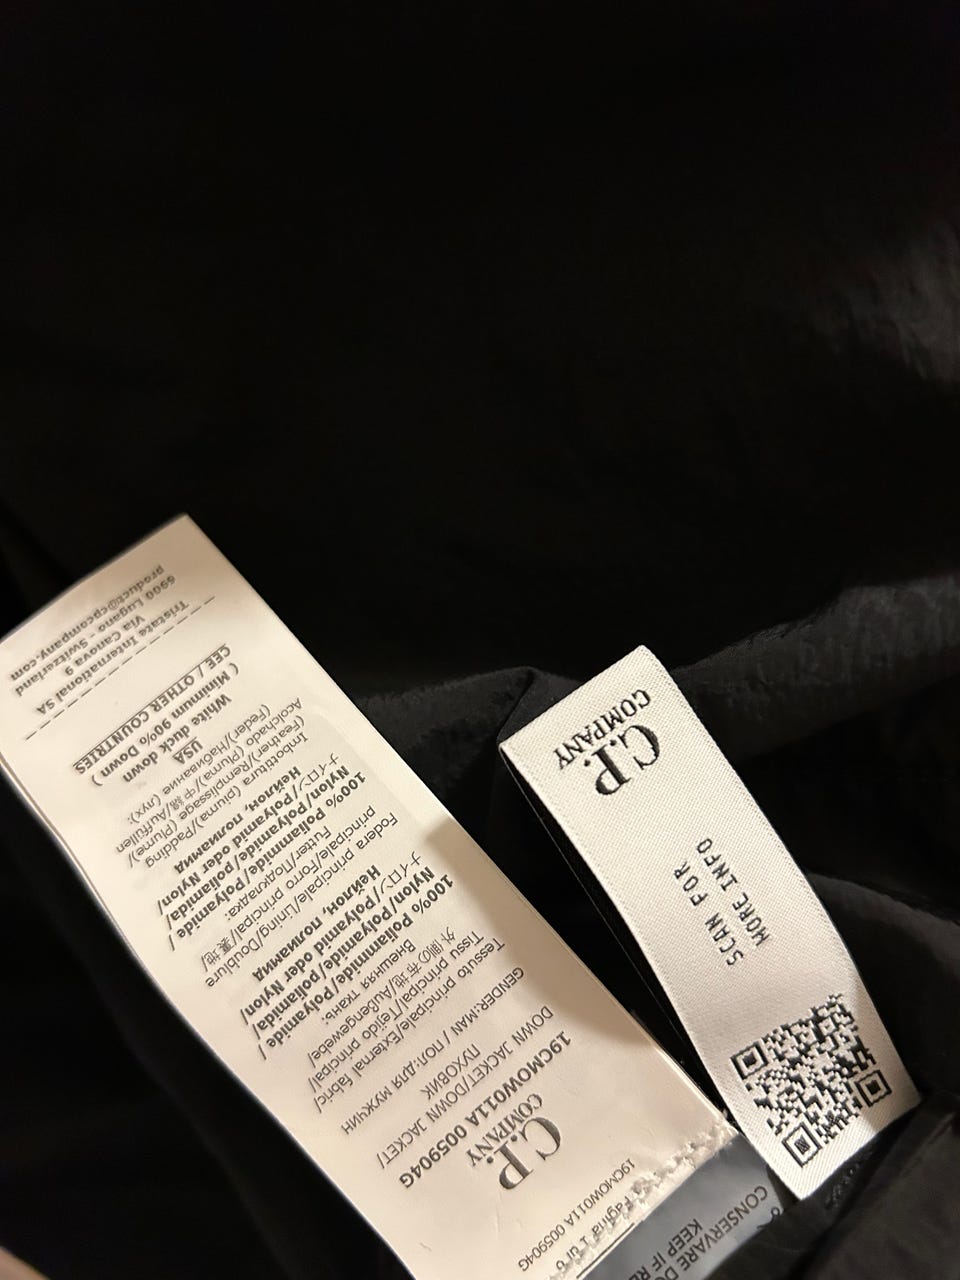 19CMOW011A 005904G
Pagina 1 di 6
C.P.
COMPANY
19CMOW011A 005904G
DOWN JACKET/DOWN JACKET/
ПУХОВИК
GENDER:MAN / ПОЛ:ДЛЯ МУЖЧИН
Tessuto principale/External fabric/
Tissu principal/Tejido principal/
外側の布地/Außengewebe/
Внешняя ткань:
100% Poliammide/poliamida/
Nylon/Polyamide/Polyamide/
ナイロン/Polyamid oder Nylon/
Нейлон, полиамид
Fodera principale/Lining/Doublure
principale/Forro principal/裏地/
Futter/Подкладка:
100% Poliammide/poliamida/
Nylon/Polyamide/Polyamide/
ナイロン/Polyamid oder Nylon/
Нейлон, полиамид
Imbottitura (piuma)/Padding
(Feather)/Remplissage (Plume)/
Acolchado (Pluma)/中綿/Auffüllen
(Feder)/Набивание (пух):
USA
White duck down
( Minimum 90% Down )
CEE / OTHER COUNTRIES
Tristate International SA
Via Canova 9
6900 Lugano - Switzerland
product@cpcompany.com
C.P.
COMPANY
SCAN FOR
MORE INFO
CONSERVARE
KEEP IF